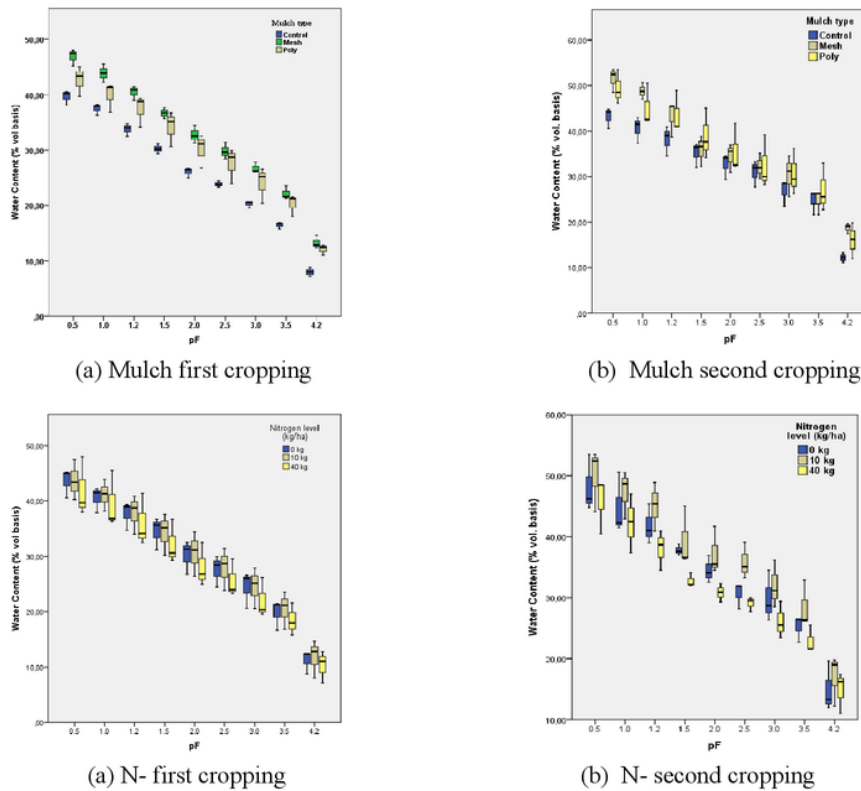 Mulch type
Control
Mesh
Poly
50,00
40,00
30,00
20,00
10,00
,00
Water Content (% vol. basis)
0.5 1.0 1.2 1.5 2.0 2.5 3.0 3.5 4.2
pF
(a) Mulch first cropping
Mulch type
Control
Mesh
Poly
60,00
50,00
40,00
30,00
20,00
10,00
,00
Water Content (% vol. basis)
0.5 1.0 1.2 1.5 2.0 2.5 3.0 3.5 4.2
pF
(b) Mulch second cropping
Nitrogen level
(kg/ha)
0 kg
10 kg
40 kg
50,00
40,00
30,00
20,00
10,00
,00
Water Content (% vol. basis)
0.5 1.0 1.2 1.5 2.0 2.5 3.0 3.5 4.2
pF
(a) N- first cropping
Nitrogen
level (kg/ha)
0 kg
10 kg
40 kg
60,00
50,00
40,00
30,00
20,00
10,00
Water Content (% vol. basis)
0.5 1.0 1.2 1.5 2.0 2.5 3.0 3.5 4.2
pF
(b) N- second cropping